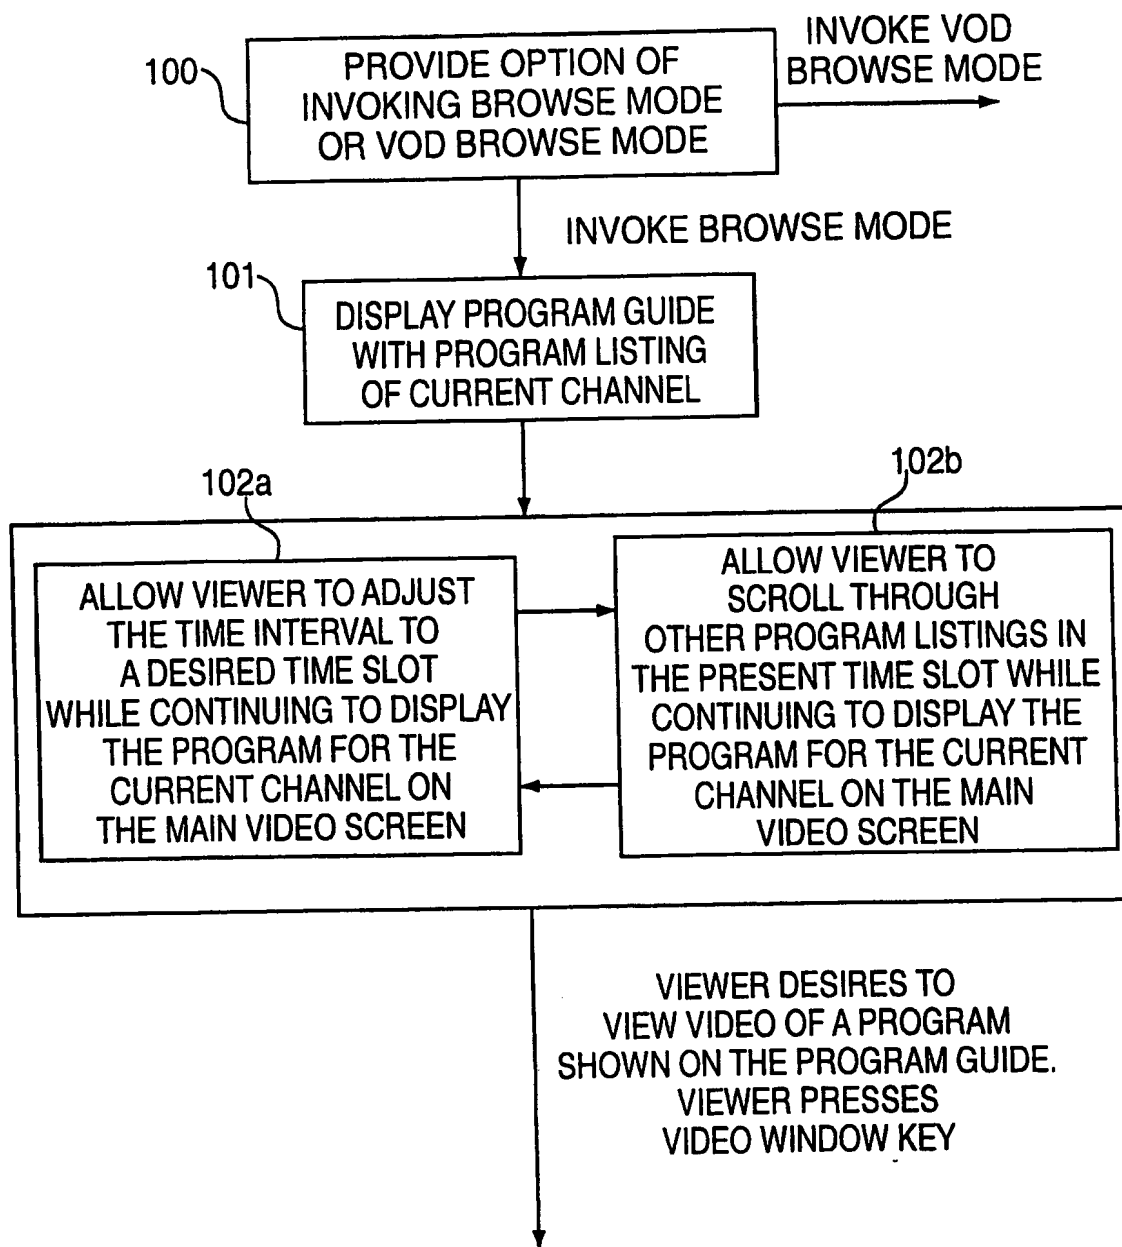 INVOKE VOD
BROWSE MODE
100
PROVIDE OPTION OF
INVOKING BROWSE MODE
OR VOD BROWSE MODE
INVOKE BROWSE MODE
101
DISPLAY PROGRAM GUIDE
WITH PROGRAM LISTING
OF CURRENT CHANNEL
102a
102b
ALLOW VIEWER TO ADJUST
THE TIME INTERVAL TO
A DESIRED TIME SLOT
WHILE CONTINUING TO DISPLAY
THE PROGRAM FOR THE
CURRENT CHANNEL ON
THE MAIN VIDEO SCREEN
ALLOW VIEWER TO
SCROLL THROUGH
OTHER PROGRAM LISTINGS IN
THE PRESENT TIME SLOT WHILE
CONTINUING TO DISPLAY THE
PROGRAM FOR THE CURRENT
CHANNEL ON THE MAIN
VIDEO SCREEN
VIEWER DESIRES TO
VIEW VIDEO OF A PROGRAM
SHOWN ON THE PROGRAM GUIDE.
VIEWER PRESSES
VIDEO WINDOW KEY